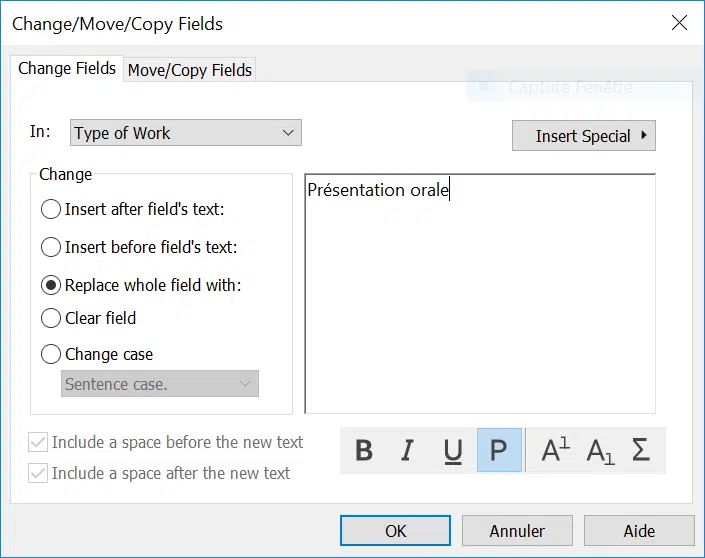 Change/Move/Copy Fields
Change Fields
Move/Copy Fields
Capture Fenêtre
In:
Type of Work
Insert Special
Change
Insert after field's text:
Insert before field's text:
Replace whole field with:
Clear field
Change case
Sentence case.
Présentation orale
Include a space before the new text
Include a space after the new text
B I U P A1 A1 Σ
OK
Annuler
Aide